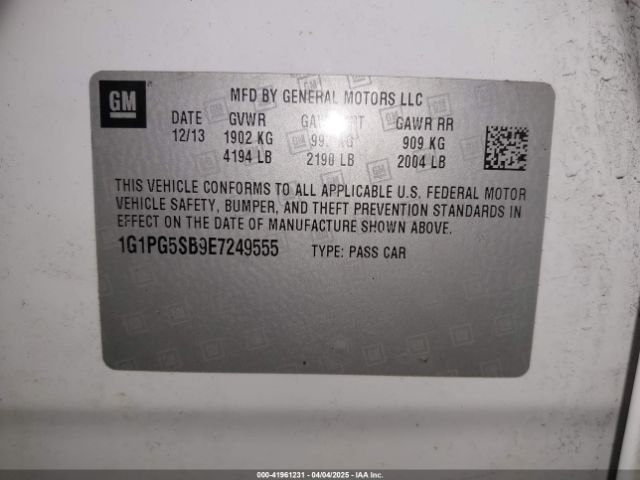 GM
MFD BY GENERAL MOTORS LLC
DATE GVWR GAWR RR
12/13 1902 KG 909 KG
4194 LB 2190 LB 2004 LB
THIS VEHICLE CONFORMS TO ALL APPLICABLE U.S. FEDERAL MOTOR
VEHICLE SAFETY, BUMPER, AND THEFT PREVENTION STANDARDS IN
EFFECT ON THE DATE OF MANUFACTURE SHOWN ABOVE.
1G1PG5SB9E7249555 TYPE: PASS CAR
000-41961231 - 04/04/2025 - IAA Inc.